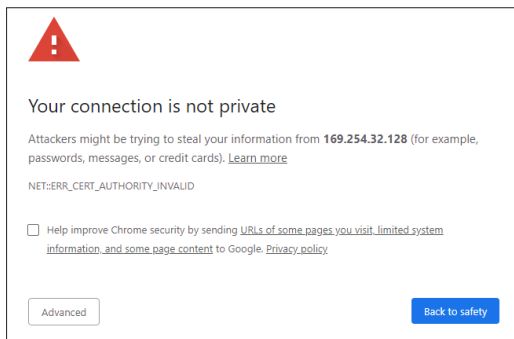 Your connection is not private
Attackers might be trying to steal your information from 169.254.32.128 (for example,
passwords, messages, or credit cards). Learn more
NET::ERR_CERT_AUTHORITY_INVALID
Help improve Chrome security by sending URLs of some pages you visit, limited system
information, and some page content to Google. Privacy policy
Advanced
Back to safety